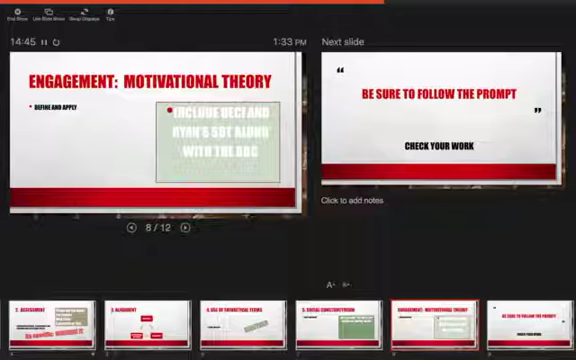 End Show
Use Slide Show
Swap Displays
Tips
14:45
1:33 PM
Next slide
ENGAGEMENT: MOTIVATIONAL THEORY
• DEFINE AND APPLY
• INCLUDE DECI AND
RYAN'S SDT ALONG
WITH THE ROC
“
BE SURE TO FOLLOW THE PROMPT
”
CHECK YOUR WORK
Click to add notes
8 / 12
2. ASSESSMENT
3. ALIGNMENT
4. USE OF THEORETICAL TERMS
5. SOCIAL CONSTRUCTIVISM
ENGAGEMENT: MOTIVATIONAL THEORY
BE SURE TO FOLLOW THE PROMPT
CHECK YOUR WORK